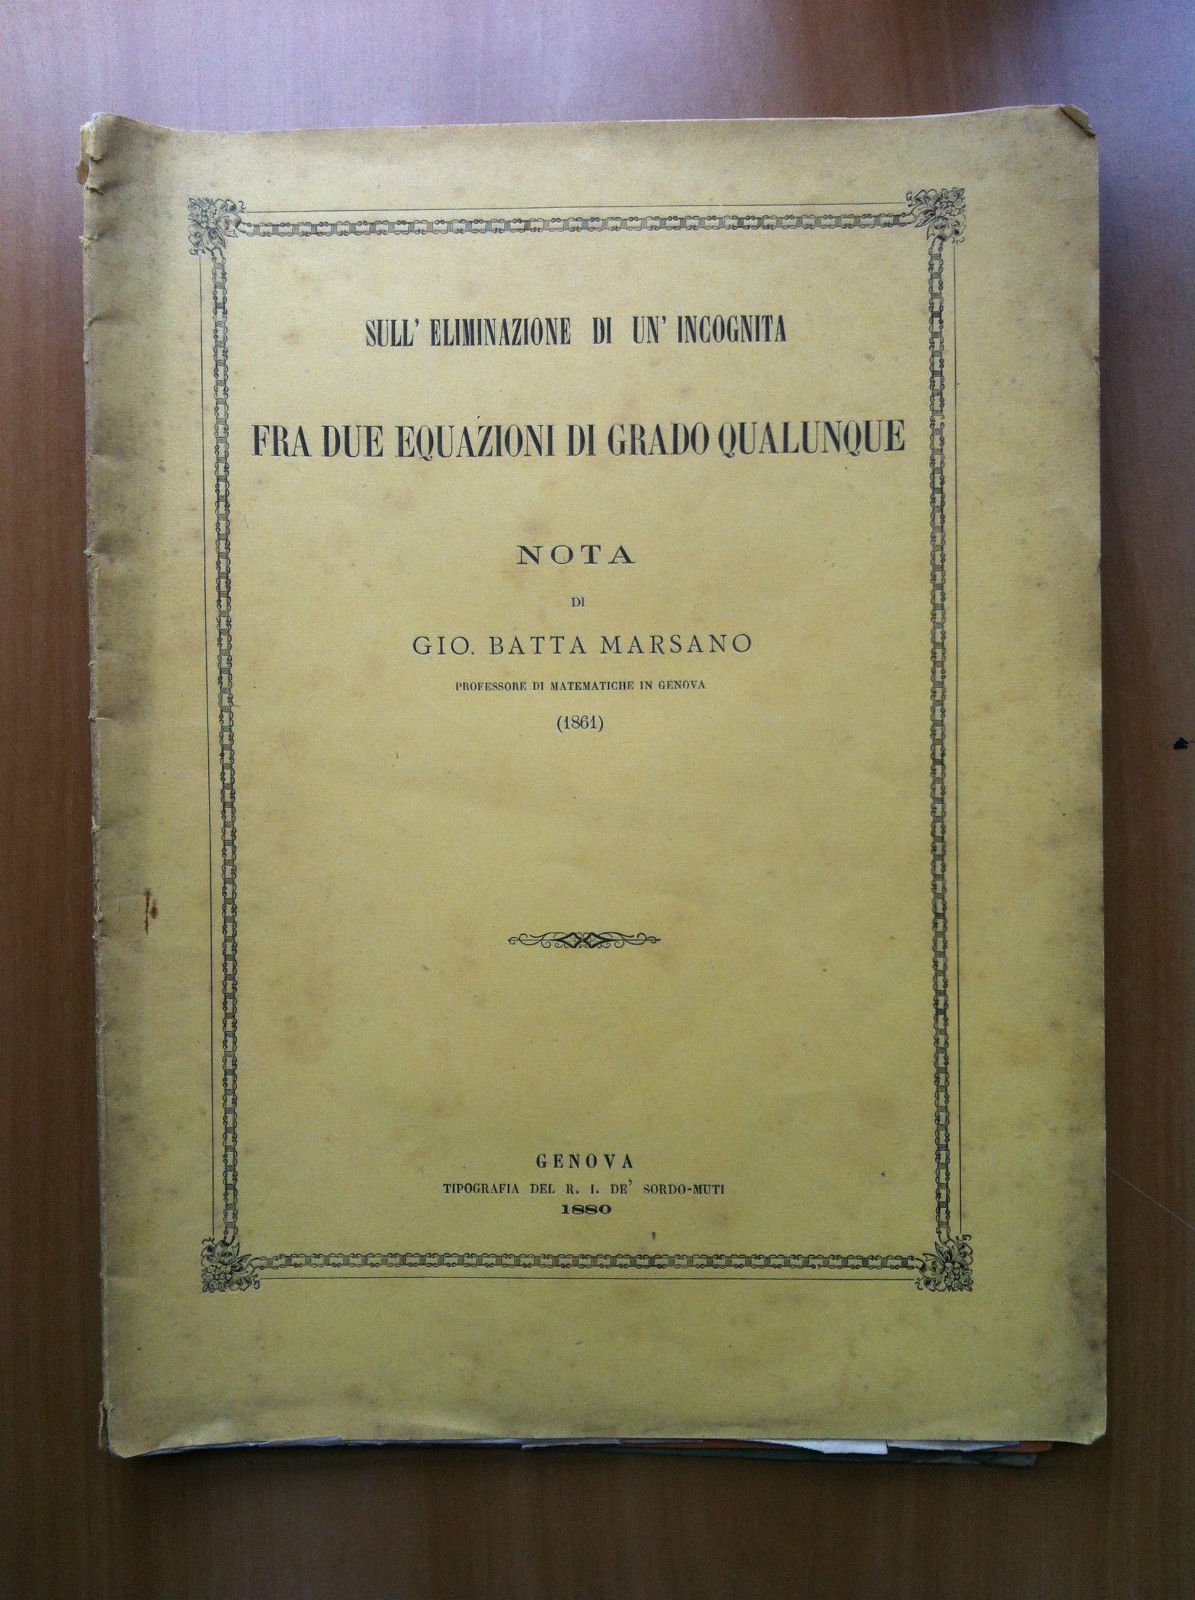 SULL' ELIMINAZIONE DI UN' INCOGNITA
FRA DUE EQUAZIONI DI GRADO QUALUNQUE
NOTA
DI
GIO. BATTA MARSANO
PROFESSORE DI MATEMATICHE IN GENOVA
(1861)
GENOVA
TIPOGRAFIA DEL R. I. DE' SORDO-MUTI
1880